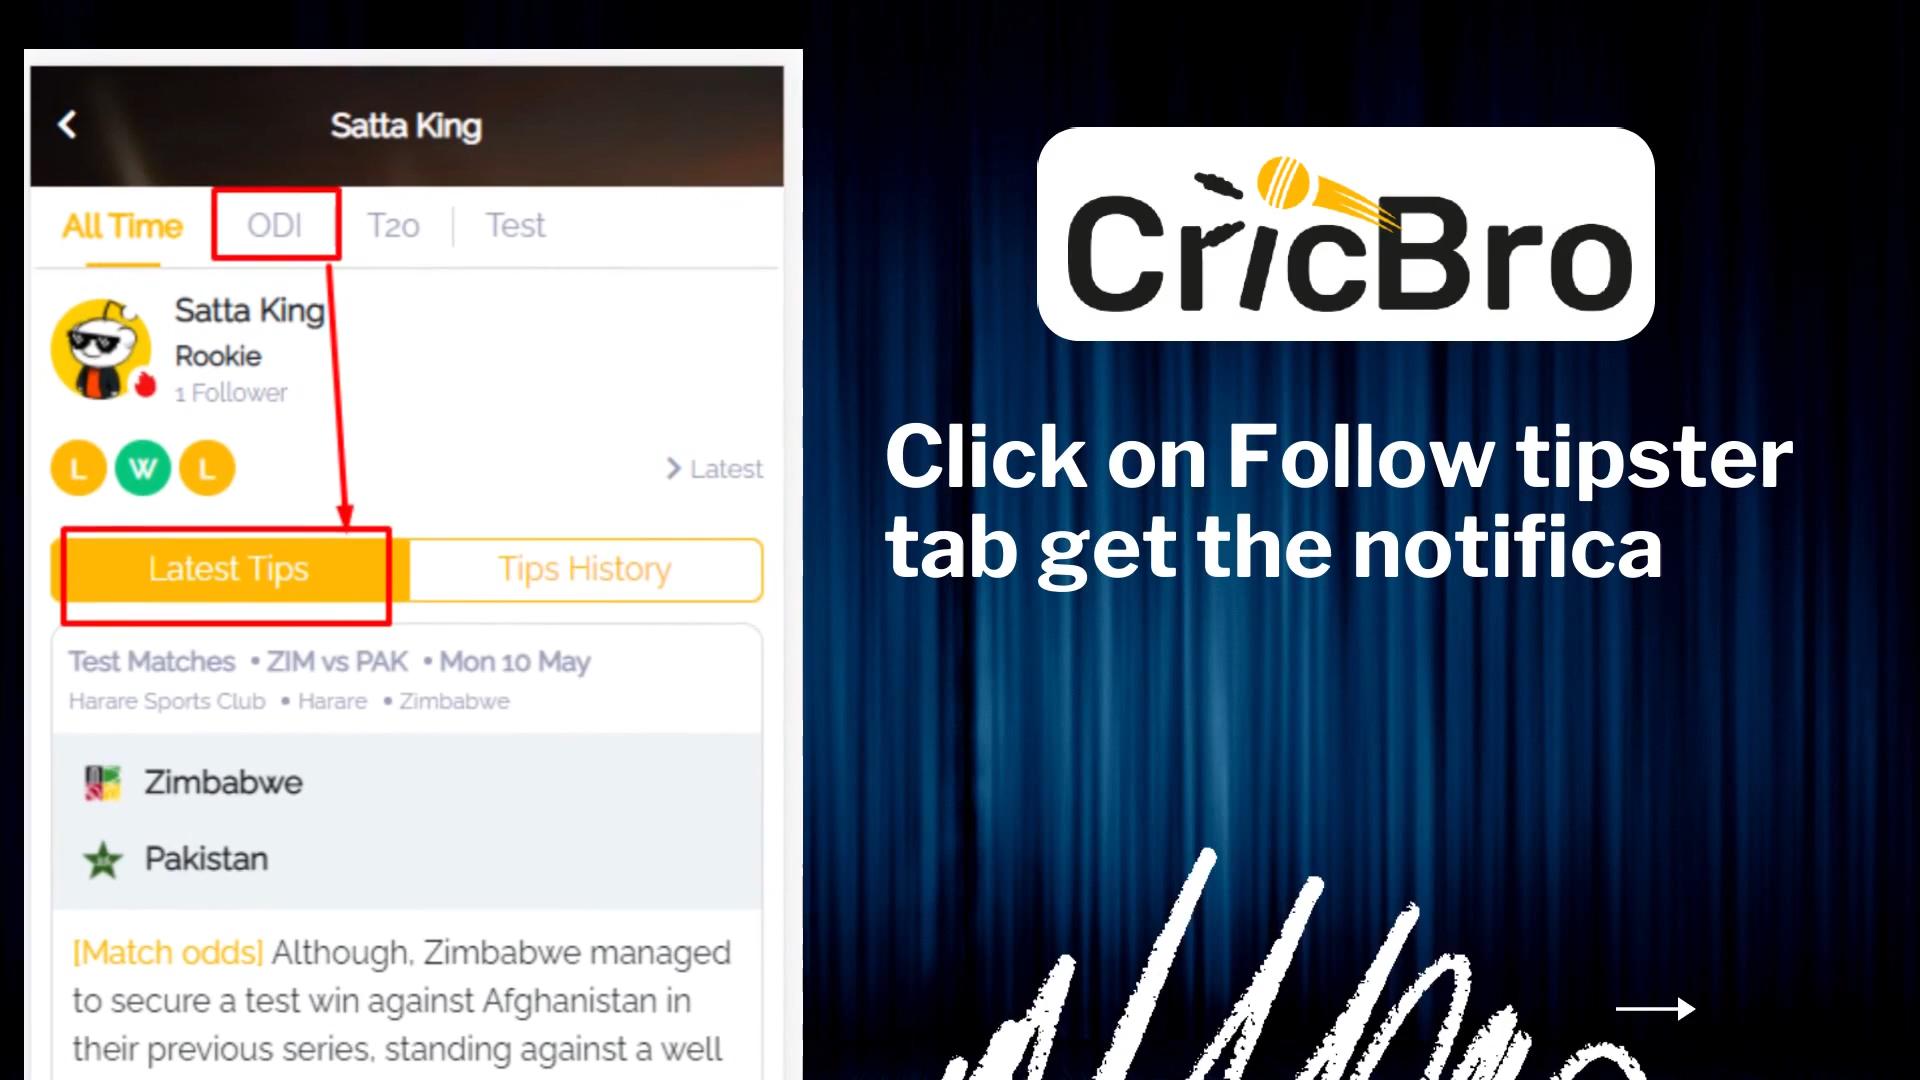 Satta King
All Time ODI T20 Test
Satta King
Rookie
1 Follower
L W L
Latest
Latest Tips Tips History
Test Matches • ZIM vs PAK • Mon 10 May
Harare Sports Club • Harare • Zimbabwe
Zimbabwe
Pakistan
[Match odds] Although, Zimbabwe managed
to secure a test win against Afghanistan in
their previous series, standing against a well
CricBro
Click on Follow tipster
tab get the notifica